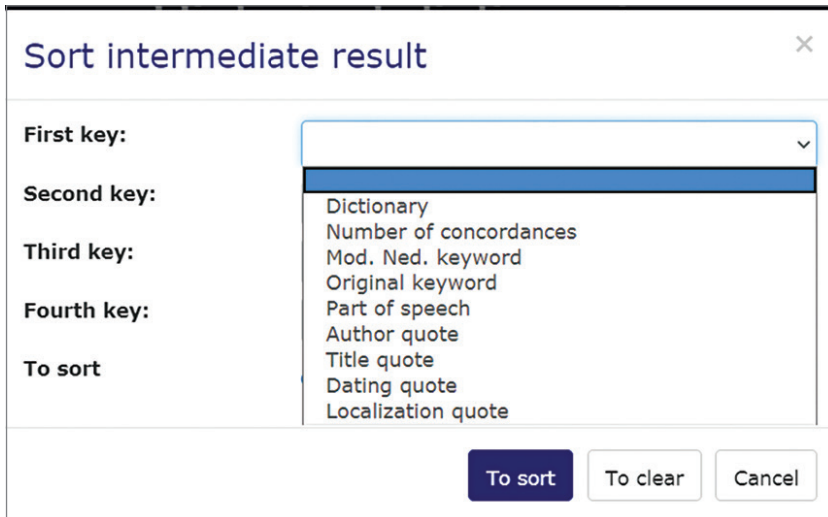 Sort intermediate result
×
First key:
Second key:
Third key:
Fourth key:
To sort
Dictionary
Number of concordances
Mod. Ned. keyword
Original keyword
Part of speech
Author quote
Title quote
Dating quote
Localization quote
To sort
To clear
Cancel